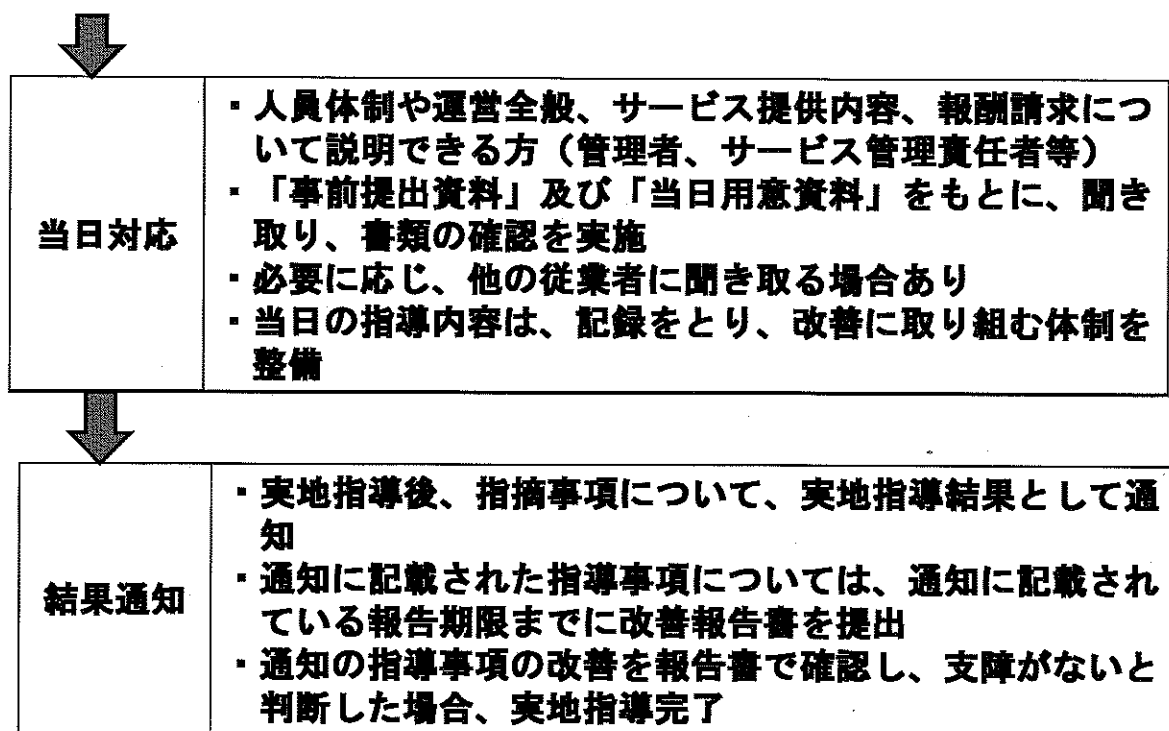 当日対応
・人員体制や運営全般、サービス提供内容、報酬請求につ
いて説明できる方（管理者、サービス管理責任者等）
・「事前提出資料」及び「当日用意資料」をもとに、聞き
取り、書類の確認を実施
・必要に応じ、他の従業者に聞き取る場合あり
・当日の指導内容は、記録をとり、改善に取り組む体制を
整備
結果通知
・実地指導後、指摘事項について、実地指導結果として通
知
・通知に記載された指導事項については、通知に記載され
ている報告期限までに改善報告書を提出
・通知の指導事項の改善を報告書で確認し、支障がないと
判断した場合、実地指導完了